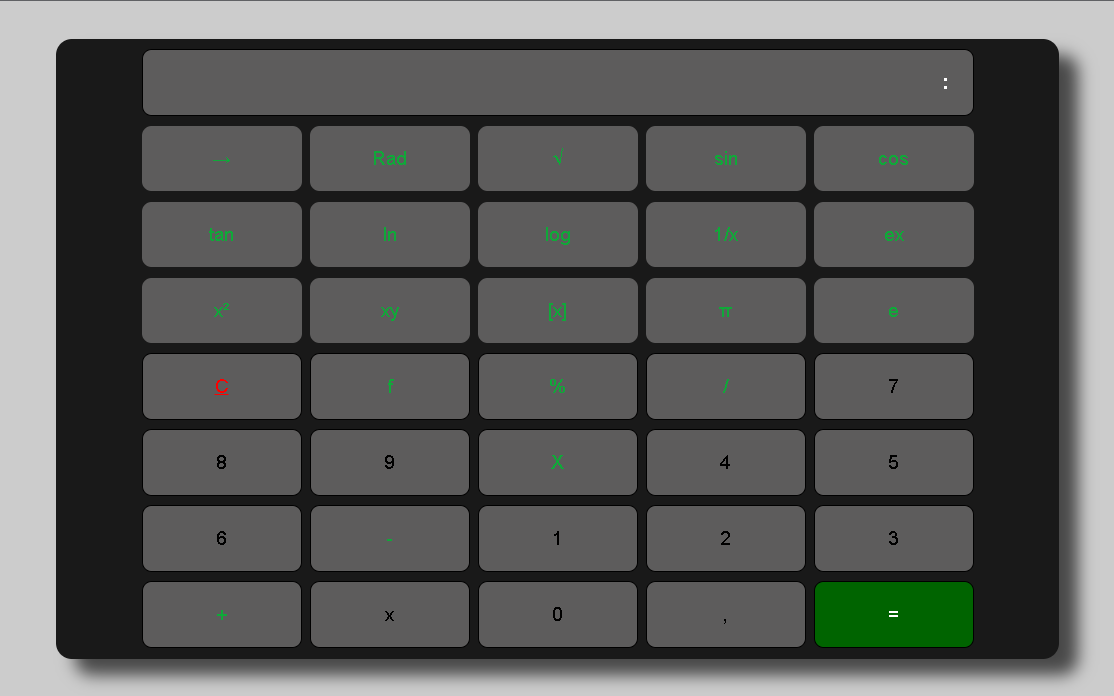 :
→ Rad √ sin cos
tan ln log 1/x ex
x² xy [x] π e
C f % / 7
8 9 X 4 5
6 - 1 2 3
+ x 0 , =